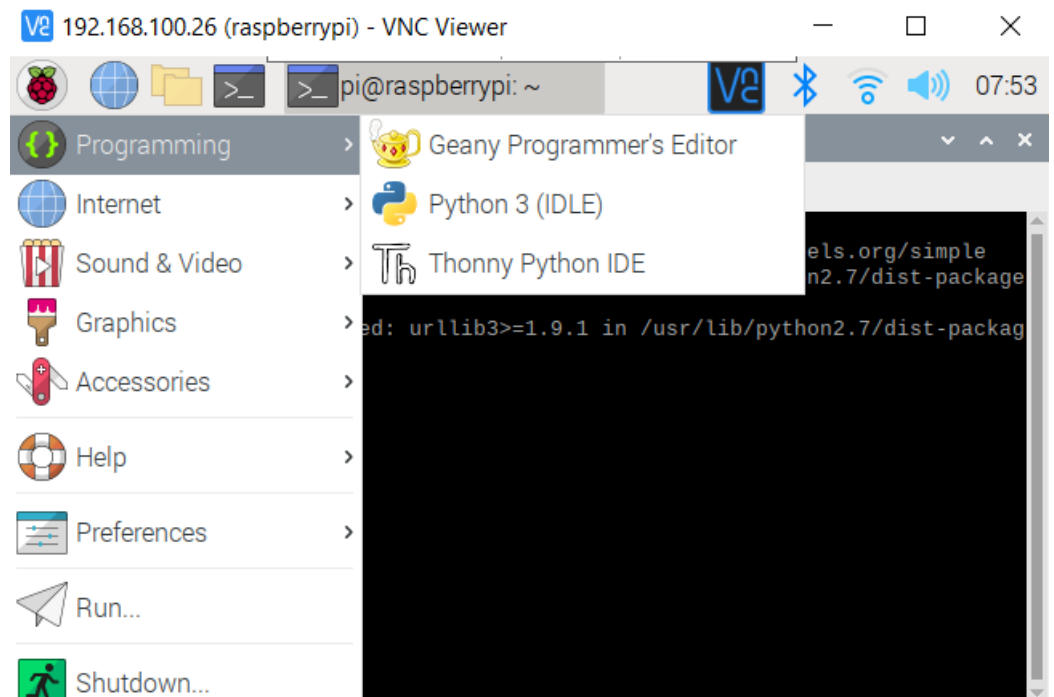 VS 192.168.100.26 (raspberrypi) - VNC Viewer
>_ >_ pi@raspberrypi: ~ VS 07:53
Programming
Geany Programmer's Editor
Internet
Python 3 (IDLE)
Sound & Video
Thonny Python IDE
Graphics
Accessories
Help
Preferences
Run...
Shutdown...
els.org/simple
n2.7/dist-package
ed: urllib3>=1.9.1 in /usr/lib/python2.7/dist-packag